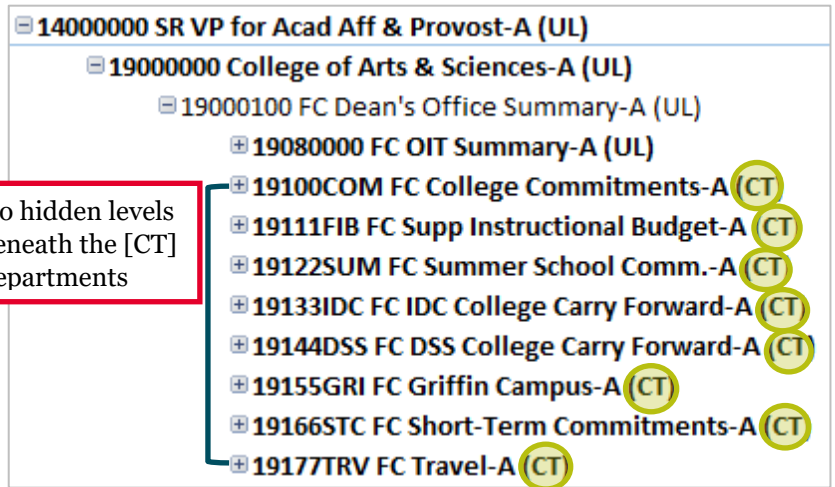 14000000 SR VP for Acad Aff & Provost-A (UL)
19000000 College of Arts & Sciences-A (UL)
19000100 FC Dean's Office Summary-A (UL)
19080000 FC OIT Summary-A (UL)
19100COM FC College Commitments-A (CT)
19111FIB FC Supp Instructional Budget-A (CT)
19122SUM FC Summer School Comm.-A (CT)
19133IDC FC IDC College Carry Forward-A (CT)
19144DSS FC DSS College Carry Forward-A (CT)
19155GRI FC Griffin Campus-A (CT)
19166STC FC Short-Term Commitments-A (CT)
19177TRV FC Travel-A (CT)
o hidden levels
eneath the [CT]
epartments